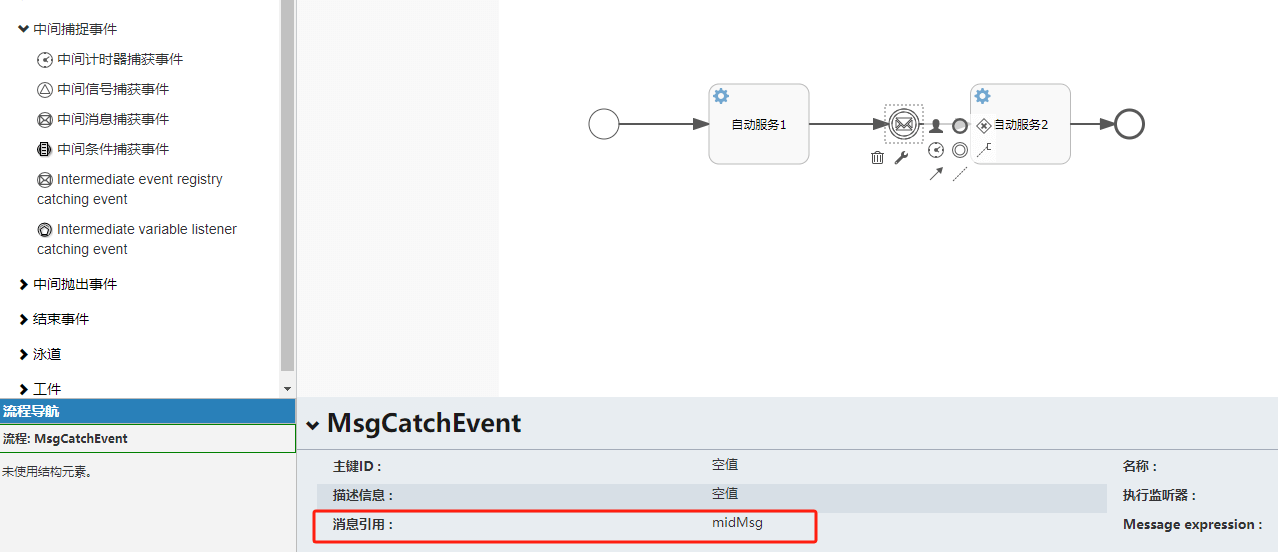 中间捕捉事件
中间计时器捕获事件
中间信号捕获事件
中间消息捕获事件
中间条件捕获事件
Intermediate event registry
catching event
Intermediate variable listener
catching event
中间抛出事件
结束事件
泳道
工件
流程导航
流程: MsgCatchEvent
未使用结构元素。
自动服务1
自动服务2
MsgCatchEvent
主键ID : 空值 名称 :
描述信息 : 空值 执行监听器 :
消息引用 : midMsg Message expression :